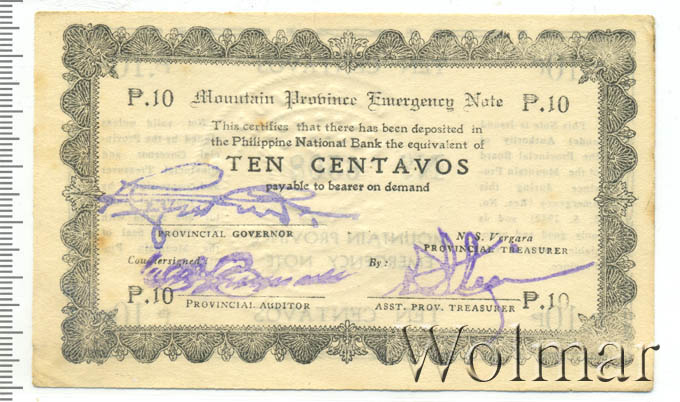 ₱.10 Mountain Province Emergency Note ₱.10
This certifies that there has been deposited in
the Philippine National Bank the equivalent of
TEN CENTAVOS
payable to bearer on demand
PROVINCIAL GOVERNOR
N. S. Vergara
PROVINCIAL TREASURER
Countersigned:
By:
₱.10
PROVINCIAL AUDITOR
ASST. PROV. TREASURER
₱.10
Wolmar